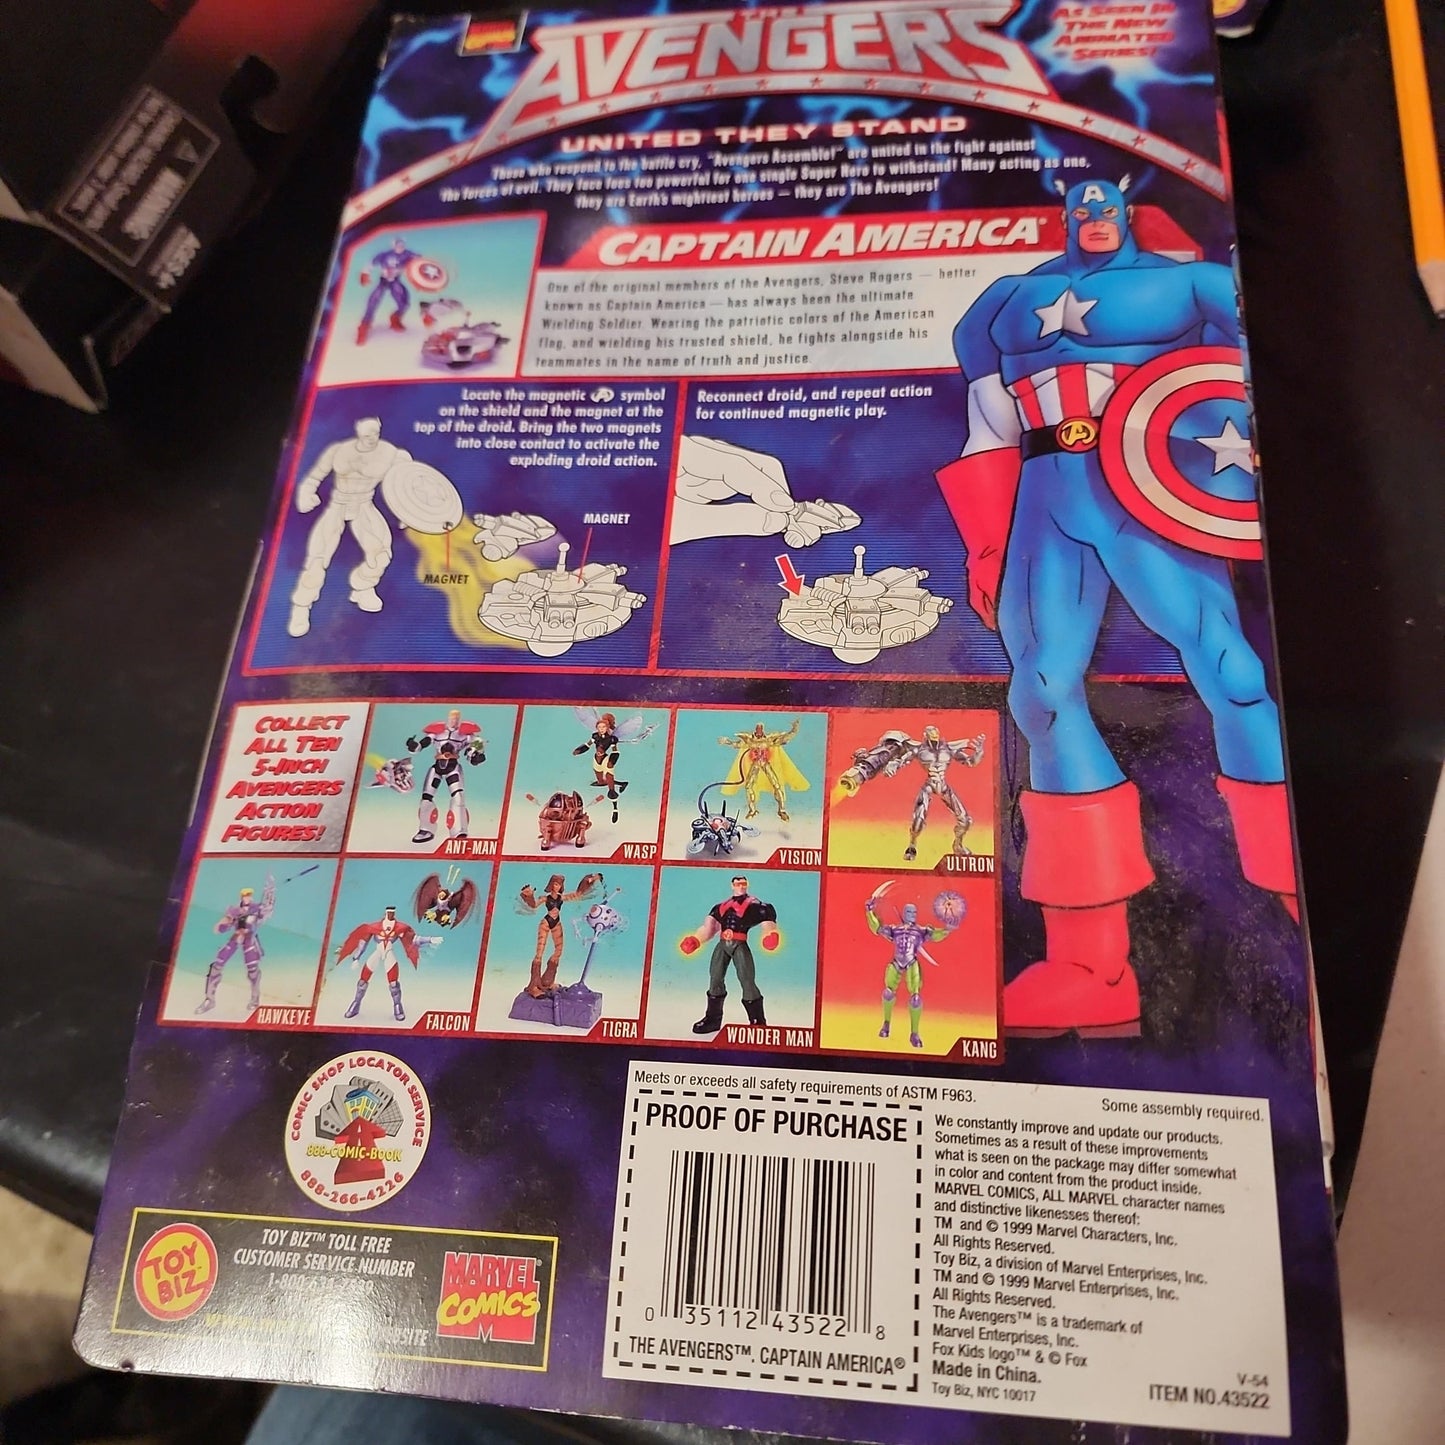 MARVEL COMICS
THE
AVENGERS
AS SEEN IN
THE NEW
ANIMATED
SERIES!
UNITED THEY STAND
Those who respond to the battle cry, "Avengers Assemble!" are united in the fight against
the forces of evil. They face foes too powerful for one single Super Hero to withstand! Many acting as one,
they are Earth's mightiest heroes — they are The Avengers!
CAPTAIN AMERICA®
One of the original members of the Avengers, Steve Rogers — better
known as Captain America — has always been the ultimate
Wielding Soldier. Wearing the patriotic colors of the American
flag, and wielding his trusted shield, he fights alongside his
teammates in the name of truth and justice.
Locate the magnetic A symbol
on the shield and the magnet at the
top of the droid. Bring the two magnets
into close contact to activate the
exploding droid action.
MAGNET
MAGNET
Reconnect droid, and repeat action
for continued magnetic play.
COLLECT
ALL TEN
5-INCH
AVENGERS
ACTION
FIGURES!
ANT-MAN
WASP
VISION
ULTRON
HAWKEYE
FALCON
TIGRA
WONDER MAN
KANG
COMIC SHOP LOCATOR SERVICE
888-COMIC-BOOK
888-266-4226
TOY BIZ
TOY BIZ™ TOLL FREE
CUSTOMER SERVICE NUMBER
MARVEL
COMICS
Meets or exceeds all safety requirements of ASTM F963.
Some assembly required.
PROOF OF PURCHASE
0 35112 43522 8
THE AVENGERS™. CAPTAIN AMERICA®
We constantly improve and update our products.
Sometimes as a result of these improvements
what is seen on the package may differ somewhat
in color and content from the product inside.
MARVEL COMICS, ALL MARVEL character names
and distinctive likenesses thereof:
TM and © 1999 Marvel Characters, Inc.
All Rights Reserved.
Toy Biz, a division of Marvel Enterprises, Inc.
TM and © 1999 Marvel Enterprises, Inc.
All Rights Reserved.
The Avengers™ is a trademark of
Marvel Enterprises, Inc.
Fox Kids logo™ & © Fox
Made in China.
Toy Biz, NYC 10017
V-54
ITEM NO.43522
WARNING